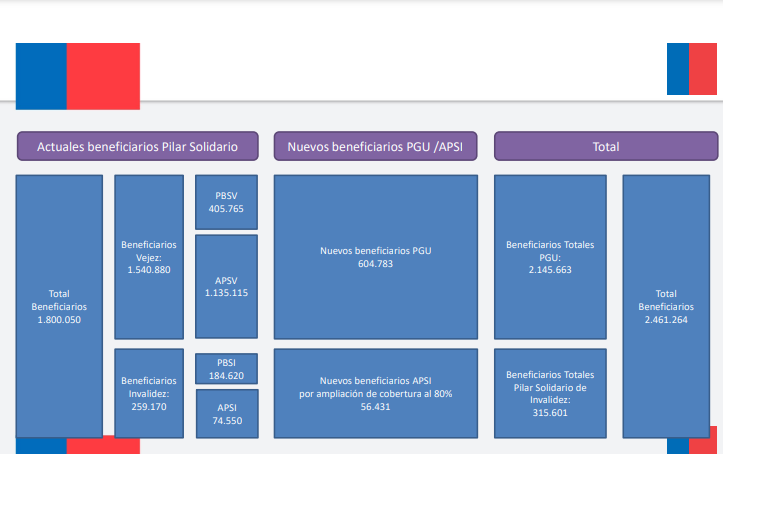 Actuales beneficiarios Pilar Solidario
Nuevos beneficiarios PGU /APSI
Total
Total
Beneficiarios
1.800.050
Beneficiarios
Vejez:
1.540.880
PBSV
405.765
APSV
1.135.115
Beneficiarios
Invalidez:
259.170
PBSI
184.620
APSI
74.550
Nuevos beneficiarios PGU
604.783
Nuevos beneficiarios APSI
por ampliación de cobertura al 80%
56.431
Beneficiarios Totales
PGU:
2.145.663
Beneficiarios Totales
Pilar Solidario de
Invalidez:
315.601
Total
Beneficiarios
2.461.264